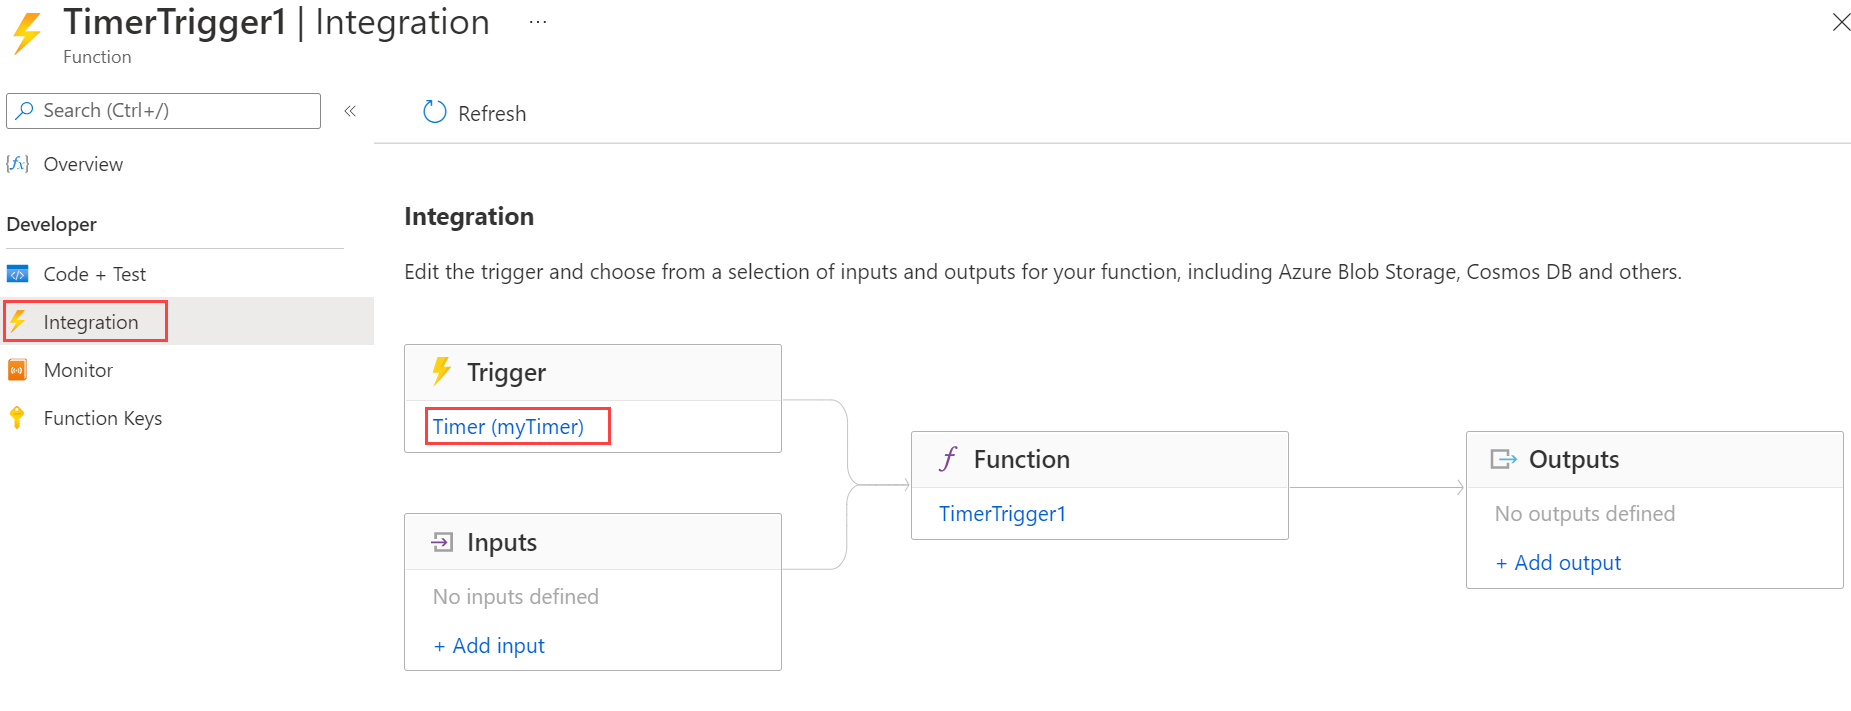 TimerTrigger1 | Integration ...
Function
Search (Ctrl+/)
«
Refresh
Overview
Developer
Code + Test
Integration
Monitor
Function Keys
Integration
Edit the trigger and choose from a selection of inputs and outputs for your function, including Azure Blob Storage, Cosmos DB and others.
Trigger
Timer (myTimer)
Inputs
No inputs defined
+ Add input
Function
TimerTrigger1
Outputs
No outputs defined
+ Add output